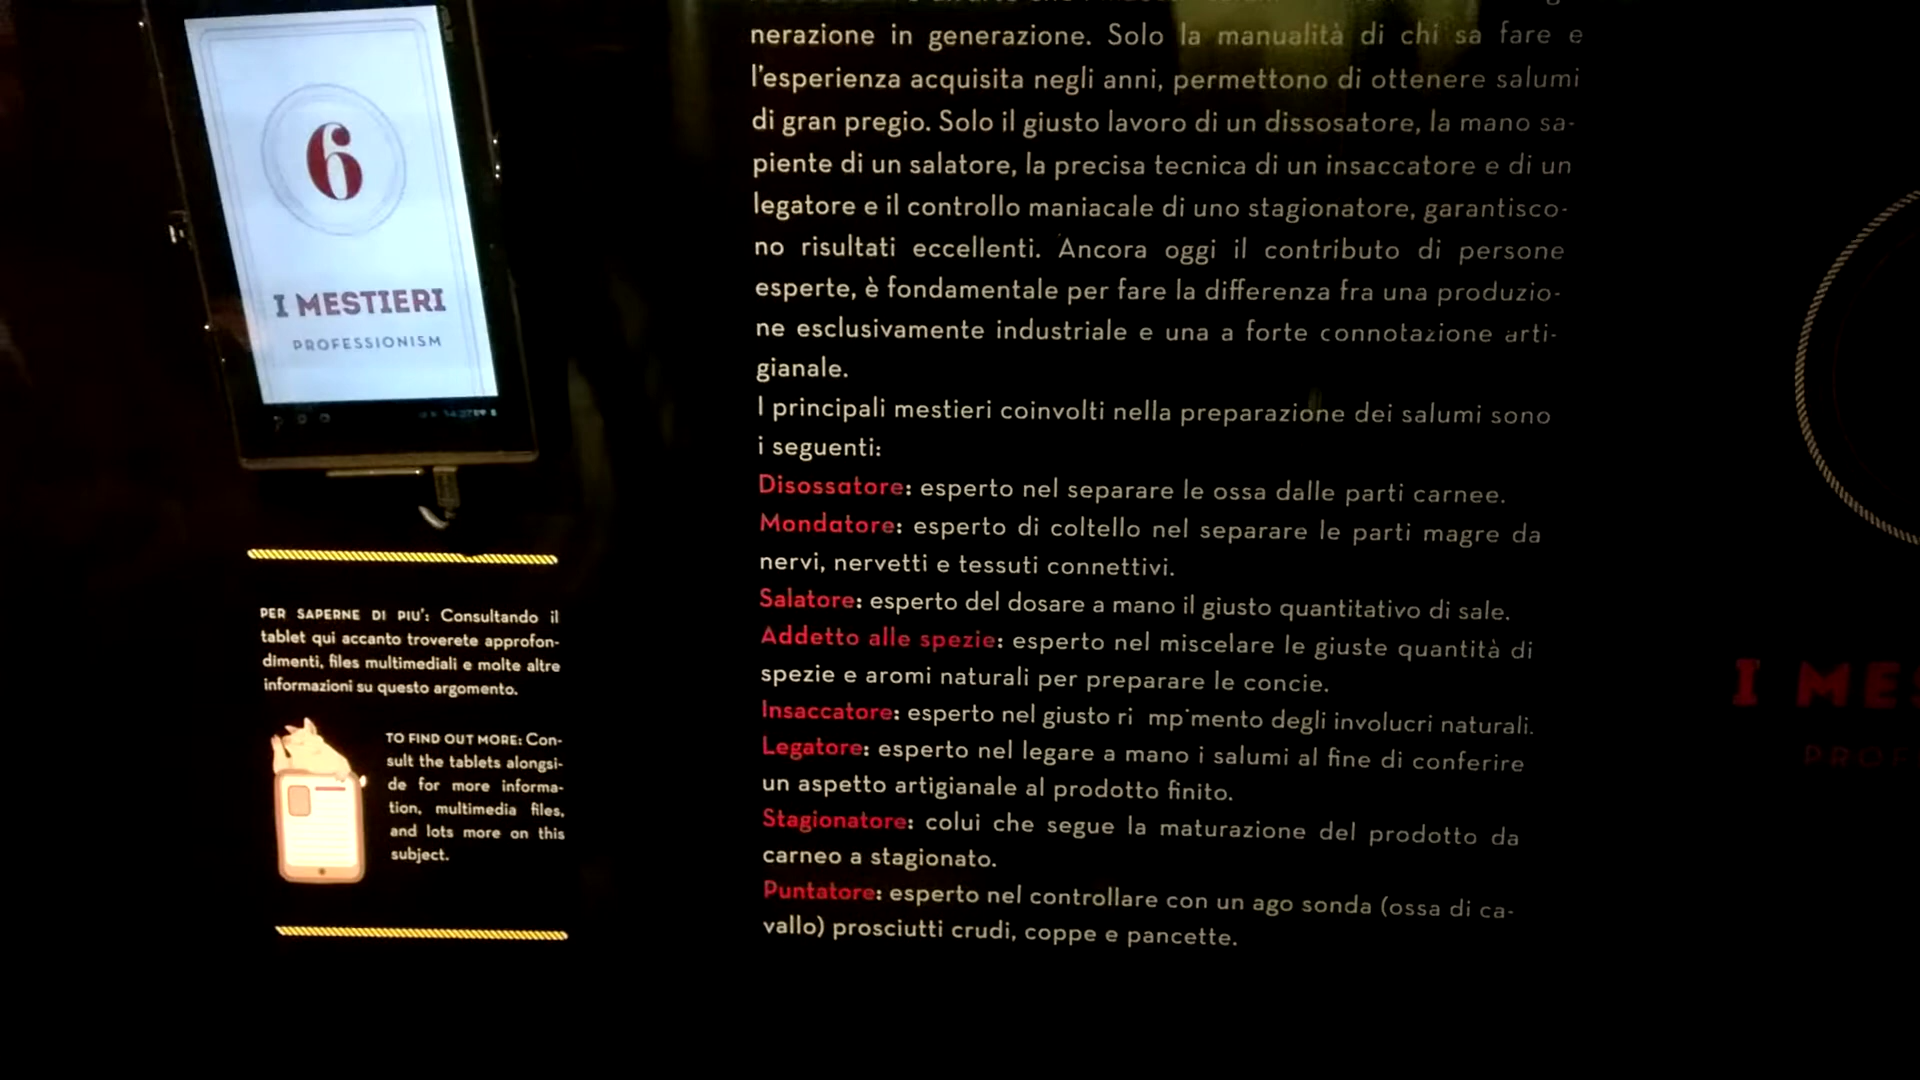 6
I MESTIERI
PROFESSIONISM
PER SAPERNE DI PIU': Consultando il
tablet qui accanto troverete approfon-
dimenti, files multimediali e molte altre
informazioni su questo argomento.
TO FIND OUT MORE: Con-
sult the tablets alongsi-
de for more informa-
tion, multimedia files,
and lots more on this
subject.
nerazione in generazione. Solo la manualità di chi sa fare e
l'esperienza acquisita negli anni, permettono di ottenere salumi
di gran pregio. Solo il giusto lavoro di un dissosatore, la mano sa-
piente di un salatore, la precisa tecnica di un insaccatore e di un
legatore e il controllo maniacale di uno stagionatore, garantisco-
no risultati eccellenti. Ancora oggi il contributo di persone
esperte, è fondamentale per fare la differenza fra una produzio-
ne esclusivamente industriale e una a forte connotazione arti-
gianale.
I principali mestieri coinvolti nella preparazione dei salumi sono
i seguenti:
Disossatore: esperto nel separare le ossa dalle parti carnee.
Mondatore: esperto di coltello nel separare le parti magre da
nervi, nervetti e tessuti connettivi.
Salatore: esperto del dosare a mano il giusto quantitativo di sale.
Addetto alle spezie: esperto nel miscelare le giuste quantità di
spezie e aromi naturali per preparare le concie.
Insaccatore: esperto nel giusto degli involucri naturali.
Legatore: esperto nel legare a mano i salumi al fine di conferire
un aspetto artigianale al prodotto finito.
Stagionatore: colui che segue la maturazione del prodotto da
carneo a stagionato.
Puntatore: esperto nel controllare con un ago sonda (ossa di ca-
vallo) prosciutti crudi, coppe e pancette.
I MES
PROF